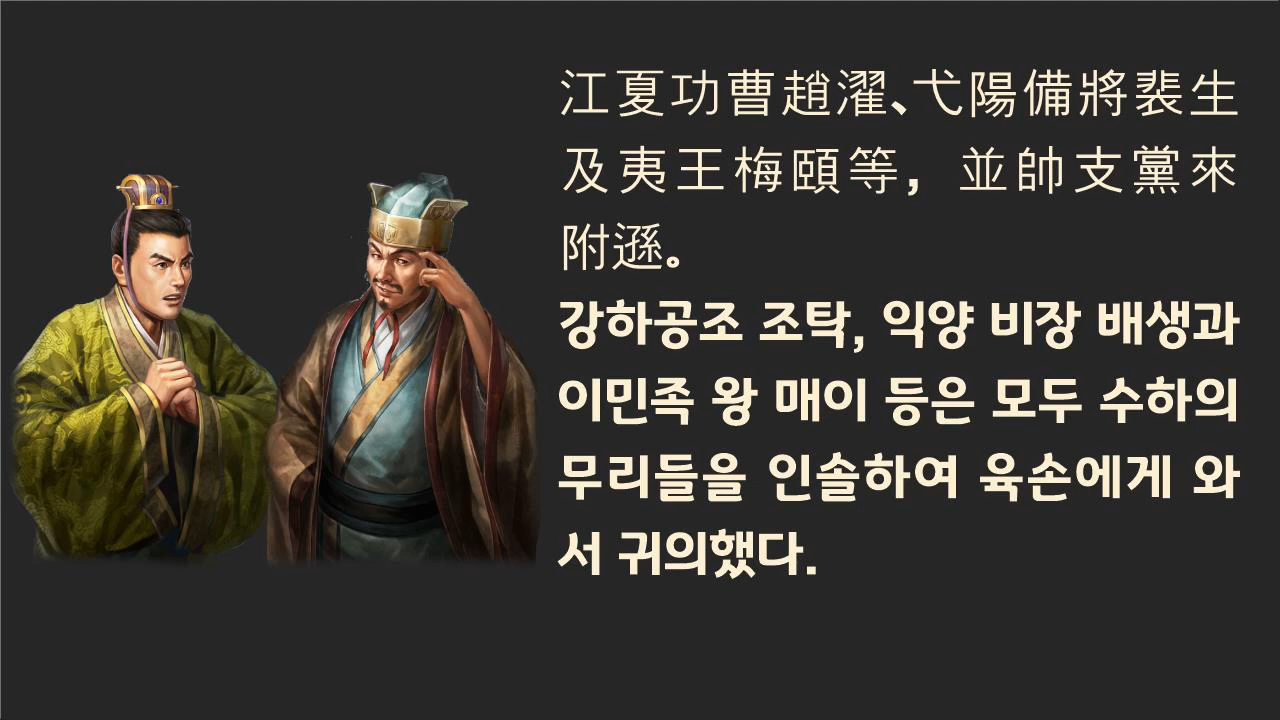 江夏功曹趙濯、弋陽備將裴生
及夷王梅頤等，並帥支黨來
附遜。
강하공조 조탁, 익양 비장 배생과
이민족 왕 매이 등은 모두 수하의
무리들을 인솔하여 육손에게 와
서 귀의했다.